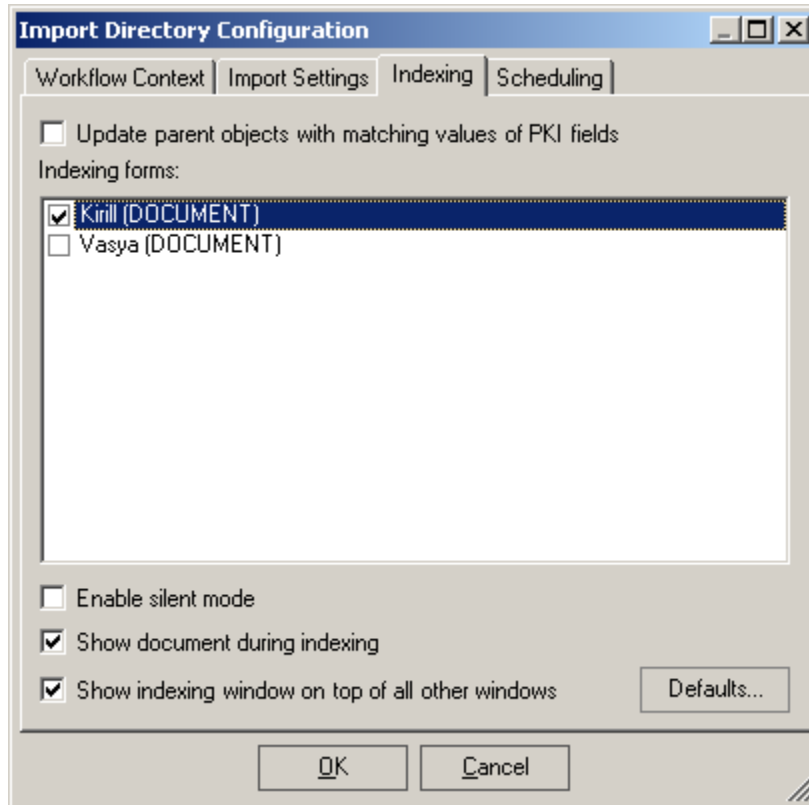 Import Directory Configuration
Workflow Context Import Settings Indexing Scheduling
Update parent objects with matching values of PKI fields
Indexing forms:
Kirill (DOCUMENT)
Vasya (DOCUMENT)
Enable silent mode
Show document during indexing
Show indexing window on top of all other windows Defaults...
OK Cancel